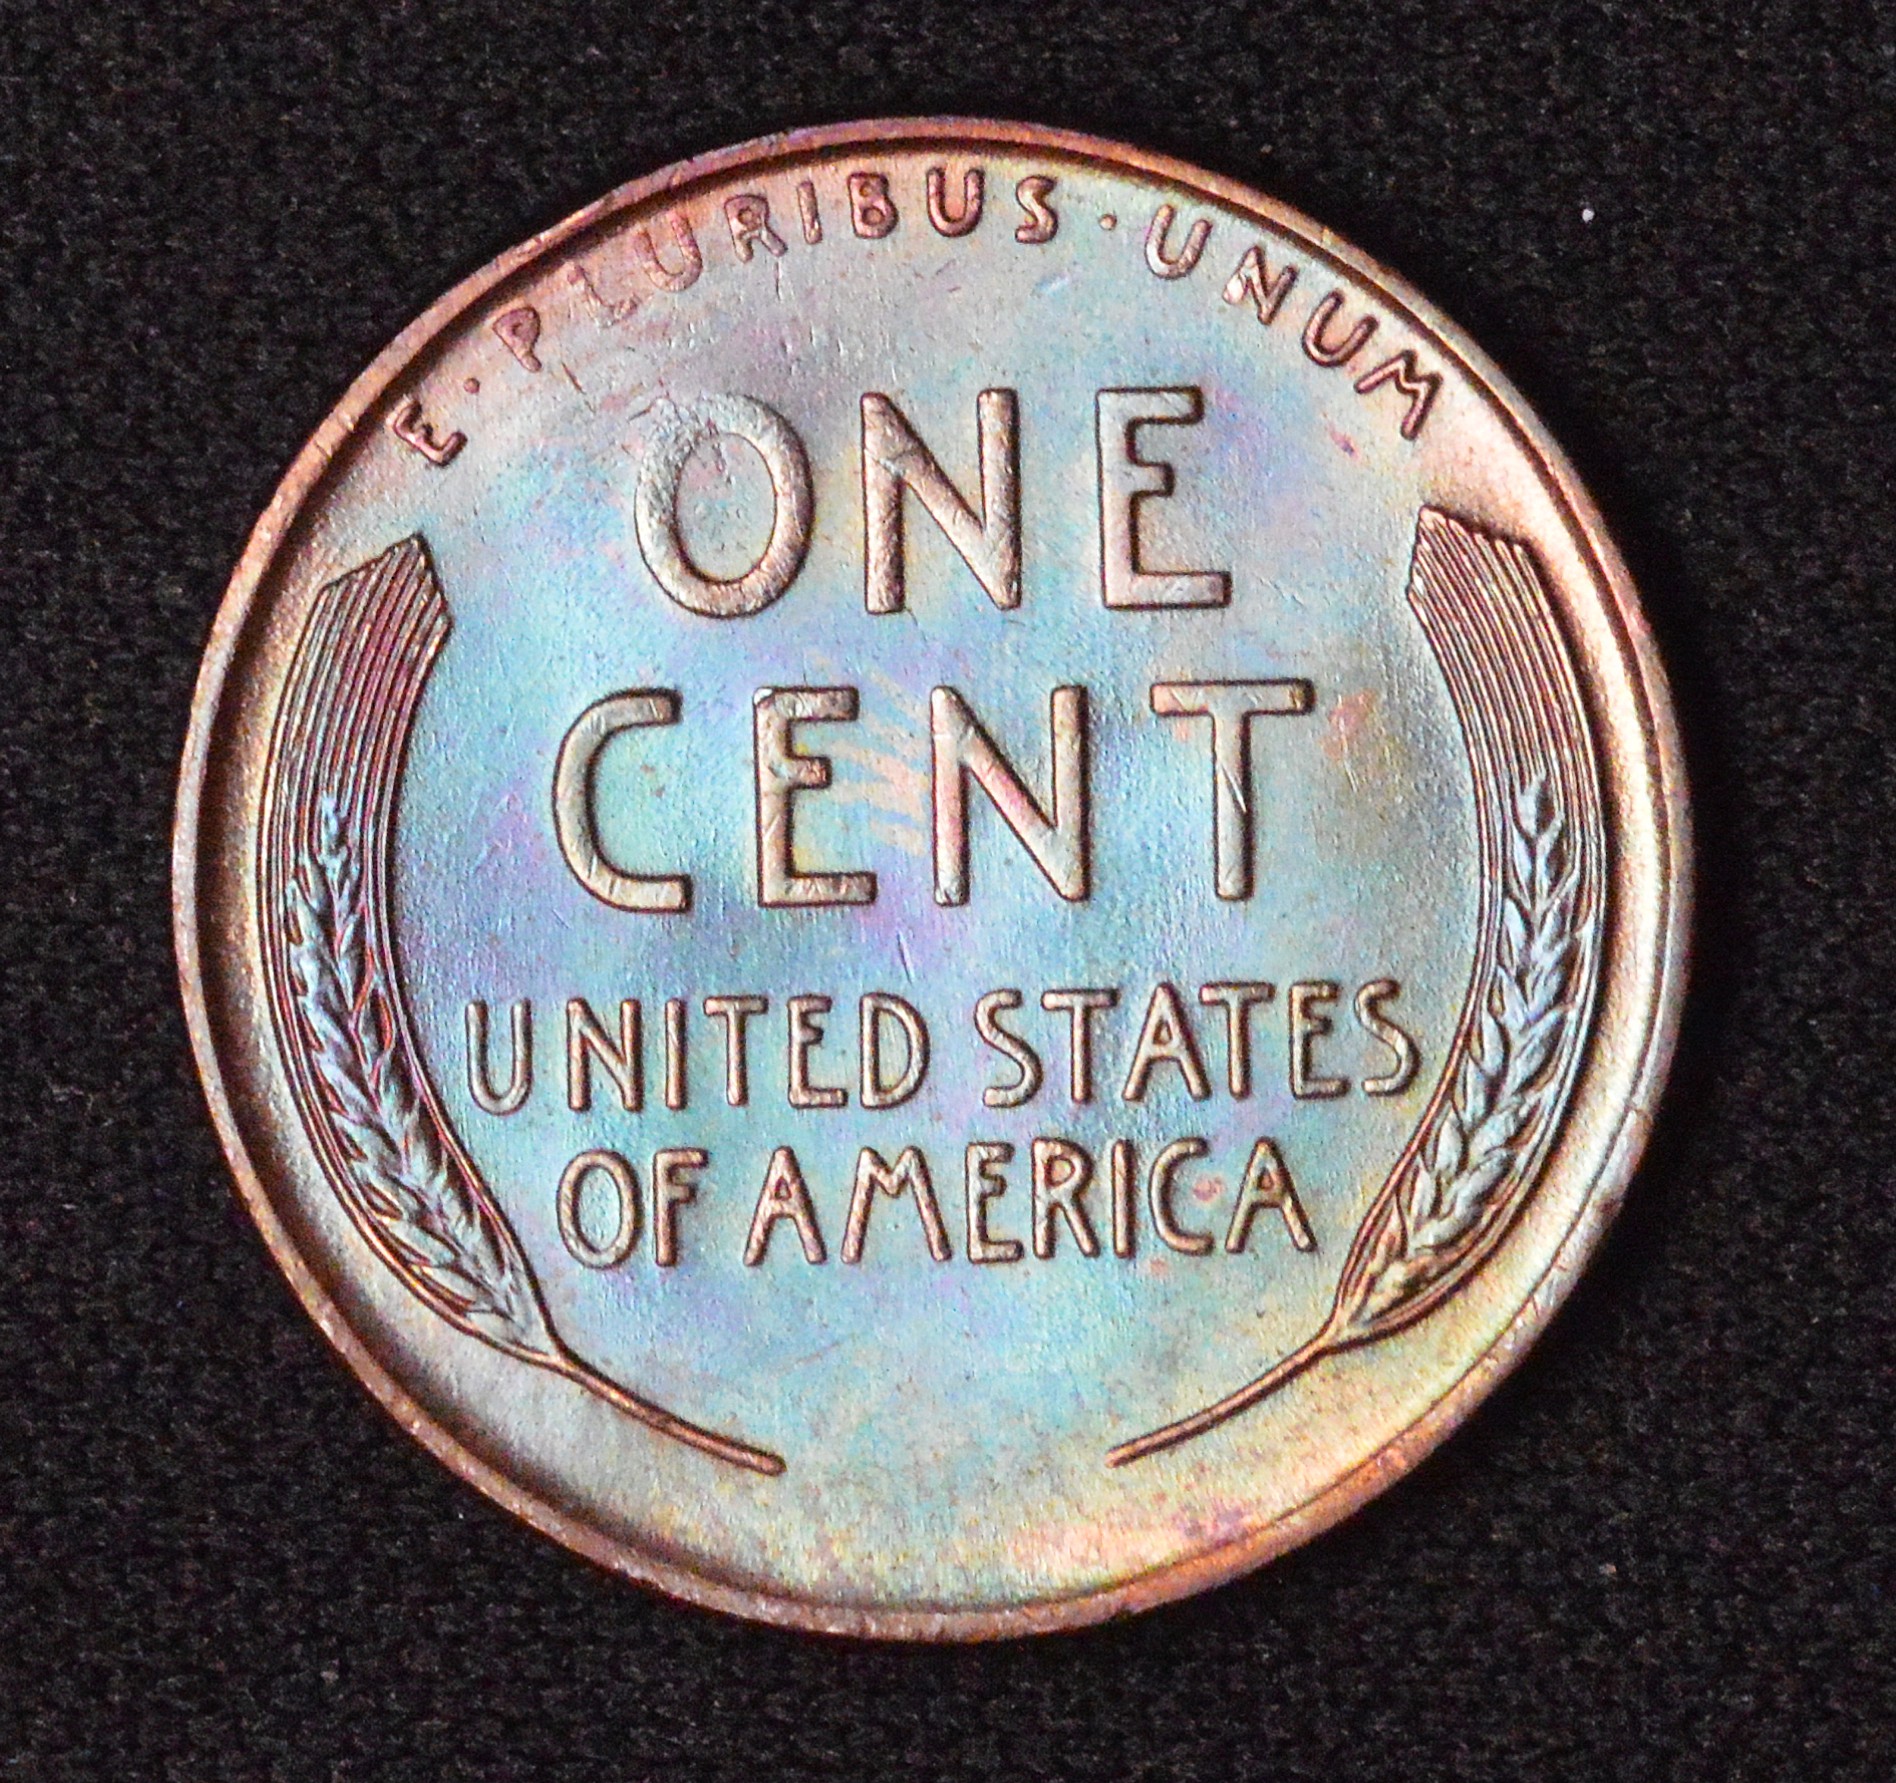 E·PLURIBUS·UNUM
ONE
CENT
UNITED STATES
OF AMERICA